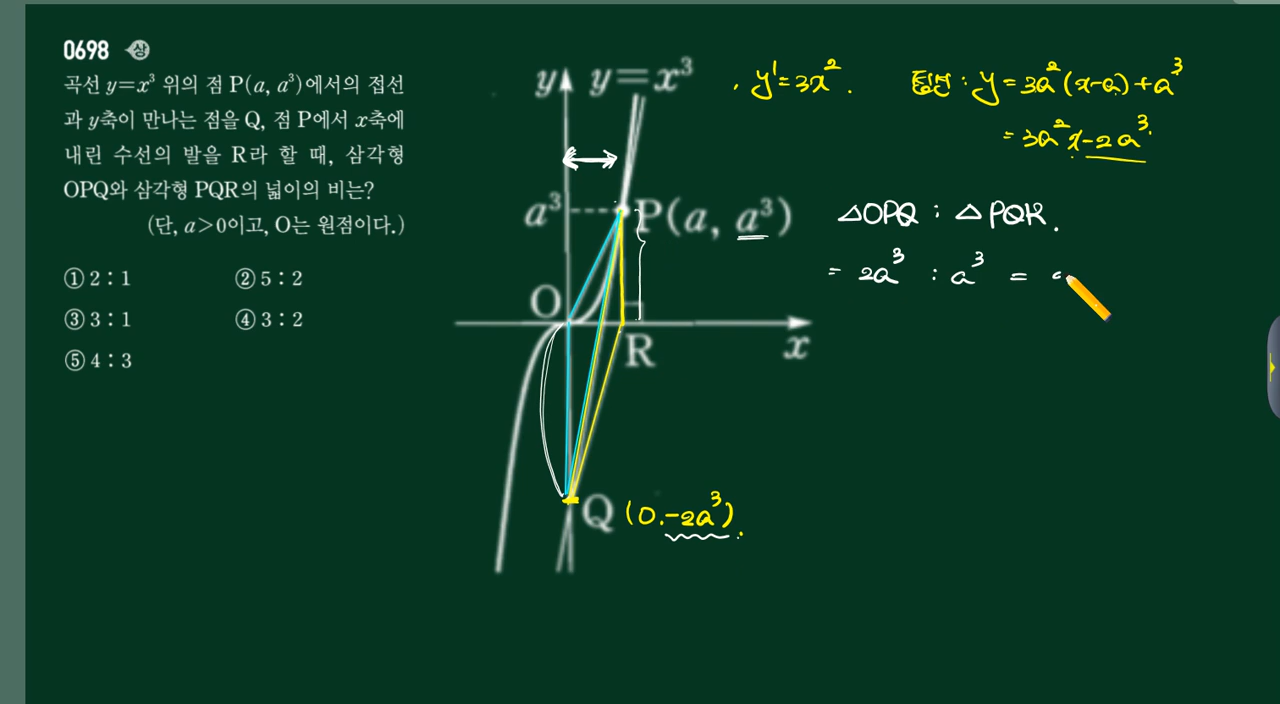 0698 상
곡선 y=x³ 위의 점 P(a, a³)에서의 접선
과 y축이 만나는 점을 Q, 점 P에서 x축에
내린 수선의 발을 R라 할 때, 삼각형
OPQ와 삼각형 PQR의 넓이의 비는?
(단, a>0이고, O는 원점이다.)
① 2 : 1 ② 5 : 2
③ 3 : 1 ④ 3 : 2
⑤ 4 : 3
y y=x³
a³ P(a, a³)
O
R x
Q (0.-2a³).
y'=3x². 접선 : y=3a²(x-a)+a³
=3a²x-2a³.
△OPQ : △PQR.
= 2a³ : a³ =